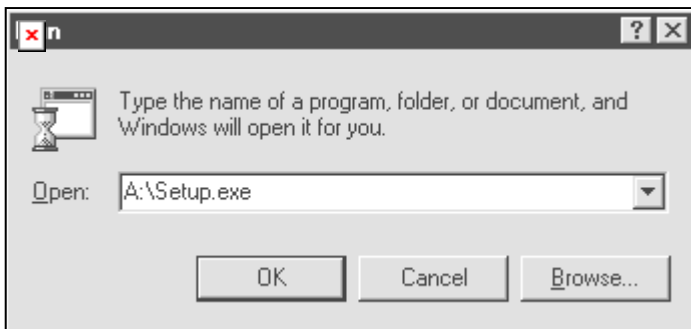 Type the name of a program, folder, or document, and
Windows will open it for you.
Open: A:\Setup.exe
OK Cancel Browse...